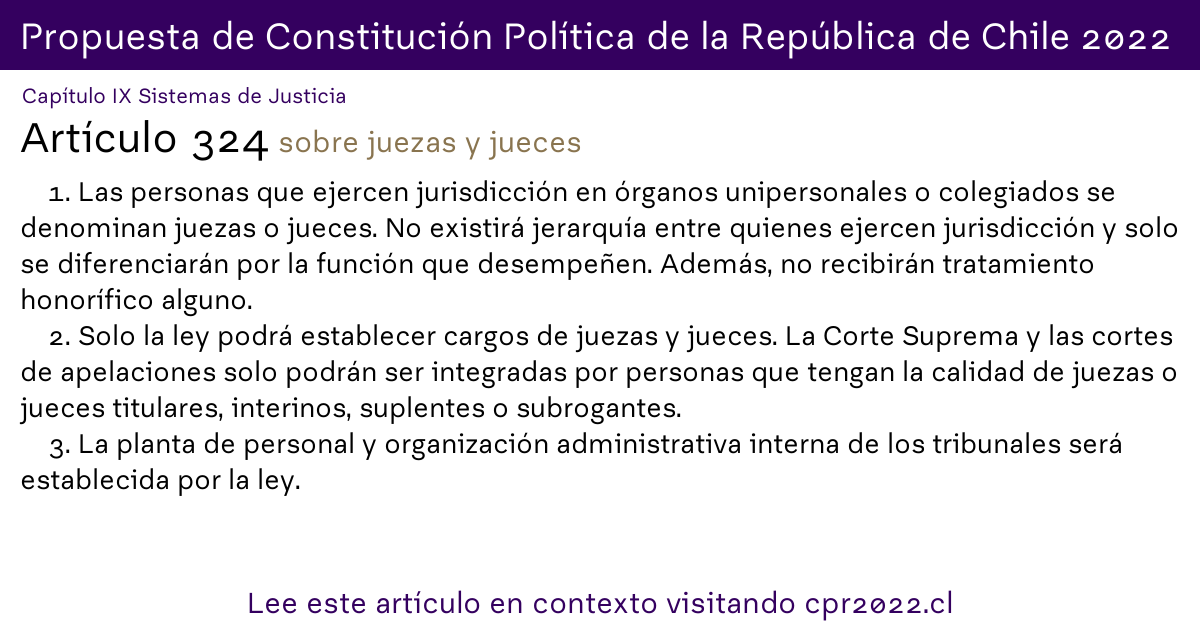 Propuesta de Constitución Política de la República de Chile 2022
Capítulo IX Sistemas de Justicia
Artículo 324 sobre juezas y jueces
1. Las personas que ejercen jurisdicción en órganos unipersonales o colegiados se
denominan juezas o jueces. No existirá jerarquía entre quienes ejercen jurisdicción y solo
se diferenciarán por la función que desempeñen. Además, no recibirán tratamiento
honorífico alguno.
2. Solo la ley podrá establecer cargos de juezas y jueces. La Corte Suprema y las cortes
de apelaciones solo podrán ser integradas por personas que tengan la calidad de juezas o
jueces titulares, interinos, suplentes o subrogantes.
3. La planta de personal y organización administrativa interna de los tribunales será
establecida por la ley.
Lee este artículo en contexto visitando cpr2022.cl